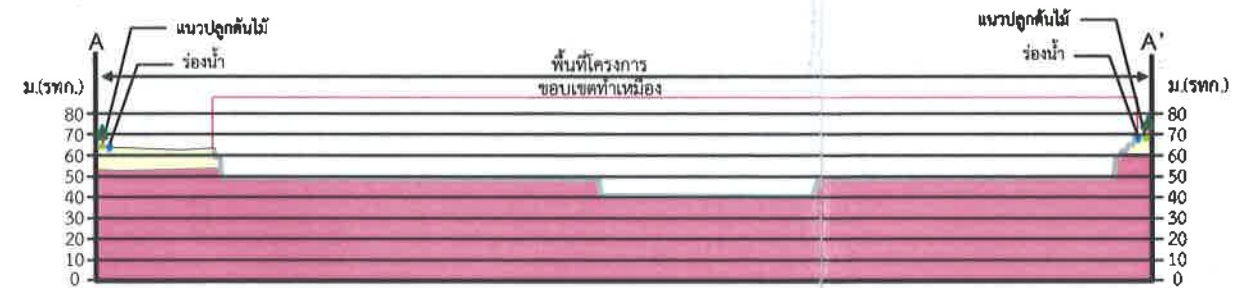 แนวปลูกต้นไม้
แนวปลูกต้นไม้
A
ร่องน้ำ
ร่องน้ำ
A'
พื้นที่โครงการ
ม.(รทก.)
ขอบเขตทำเหมือง
ม.(รทก.)
80
80
70
70
60
60
50
50
40
40
30
30
20
20
10
10
0
0